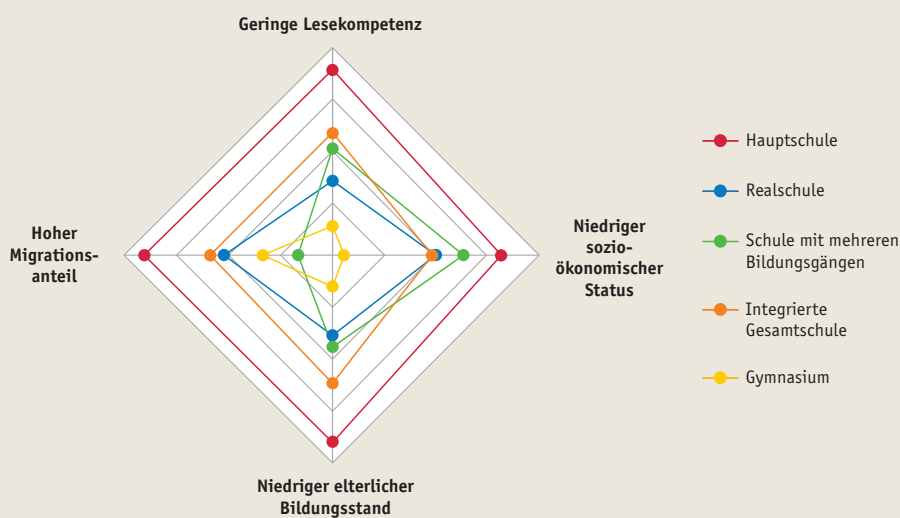 Geringe Lesekompetenz
Hoher
Migrations-
anteil
Niedriger
sozio-
ökonomischer
Status
Niedriger elterlicher
Bildungsstand
Hauptschule
Realschule
Schule mit mehreren
Bildungsgängen
Integrierte
Gesamtschule
Gymnasium